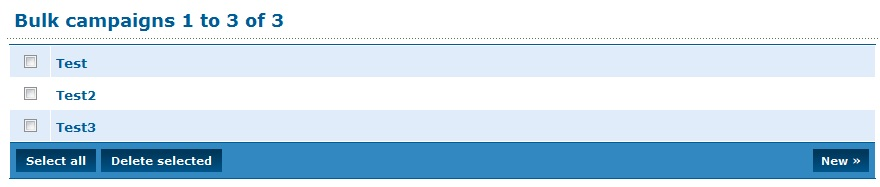 Bulk campaigns 1 to 3 of 3
Test
Test2
Test3
Select all Delete selected New »